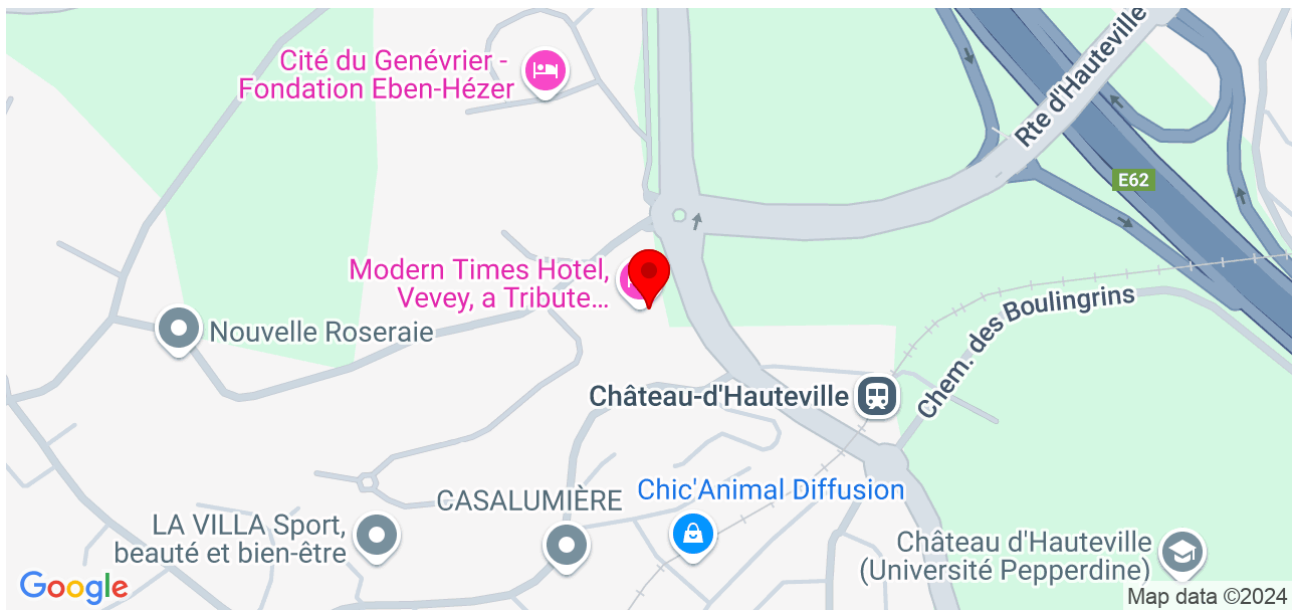 Cité du Genévrier -
Fondation Eben-Hézer
Rte d'Hauteville
E62
Modern Times Hotel,
Vevey, a Tribute...
Nouvelle Roseraie
Chem. des Boulingrins
Château-d'Hauteville
CASALUMIÈRE
Chic'Animal Diffusion
LA VILLA Sport,
beauté et bien-être
Château d'Hauteville
(Université Pepperdine)
Google
Map data ©2024